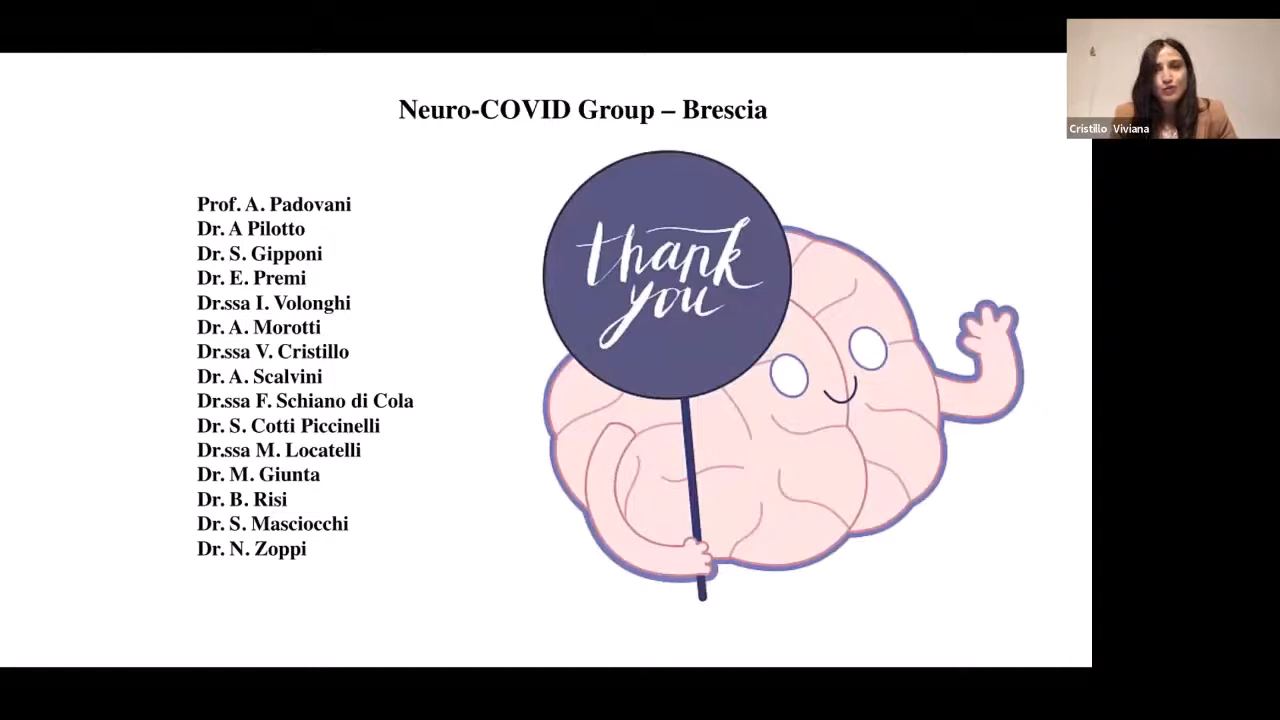 Neuro-COVID Group – Brescia
Prof. A. Padovani
Dr. A Pilotto
Dr. S. Gipponi
Dr. E. Premi
Dr.ssa I. Volonghi
Dr. A. Morotti
Dr.ssa V. Cristillo
Dr. A. Scalvini
Dr.ssa F. Schiano di Cola
Dr. S. Cotti Piccinelli
Dr.ssa M. Locatelli
Dr. M. Giunta
Dr. B. Risi
Dr. S. Masciocchi
Dr. N. Zoppi
thank
you
Cristillo Viviana